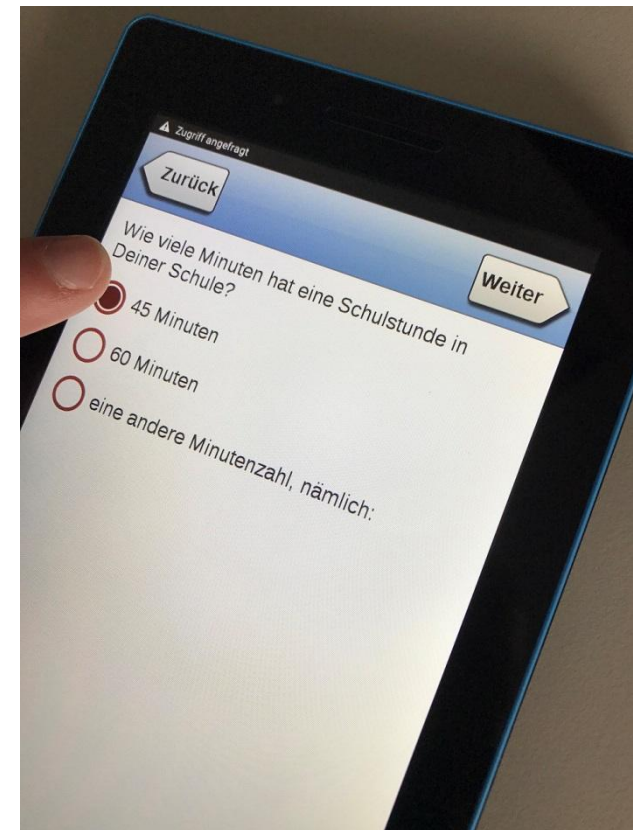 Zugriff angefragt
Zurück
Weiter
Wie viele Minuten hat eine Schulstunde in
Deiner Schule?
45 Minuten
60 Minuten
eine andere Minutenzahl, nämlich: